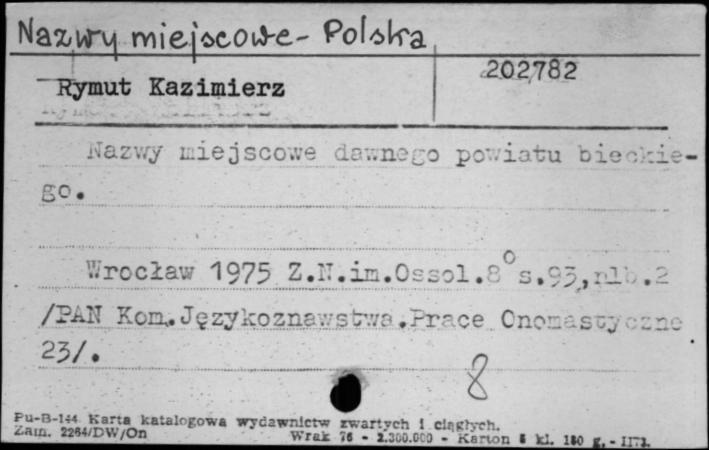 Nazwy miejscowe - Polska
202782
Rymut Kazimierz
Nazwy miejscowe dawnego powiatu bieckie-
go.
Wrocław 1975 Z.N.im.Ossol.8° s.93,nlb.2
/PAN Kom.Językoznawstwa.Prace Onomastyczne
23/.
8
Pu-B-144 Karta katalogowa wydawnictw zwartych i ciągłych.
Zam. 2264/DW/On Wrak 76 - 2.300.000 - Karton kl. 180 g.